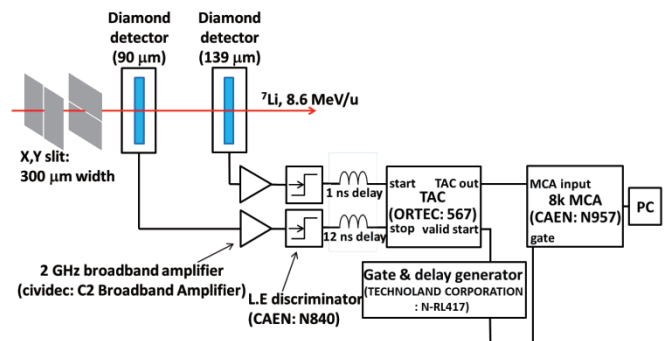 Diamond
detector
(90 μm)
Diamond
detector
(139 μm)
⁷Li, 8.6 MeV/u
X,Y slit:
300 μm width
1 ns delay
12 ns delay
start
TAC out
TAC
(ORTEC: 567)
stop
valid start
MCA input
8k MCA
(CAEN: N957)
gate
PC
2 GHz broadband amplifier
(cividec: C2 Broadband Amplifier)
L.E discriminator
(CAEN: N840)
Gate & delay generator
(TECHNOLAND CORPORATION
: N-RL417)